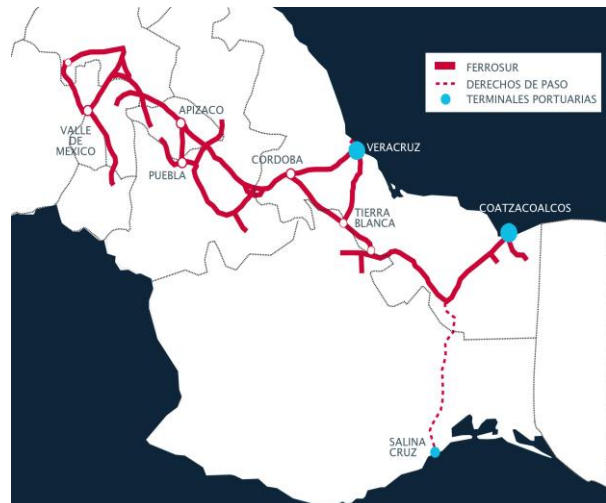 FERROSUR
DERECHOS DE PASO
TERMINALES PORTUARIAS
APIZACO
VALLE
DE
MEXICO
PUEBLA
CORDOBA
VERACRUZ
TIERRA
BLANCA
COATZACOALCOS
SALINA
CRUZ